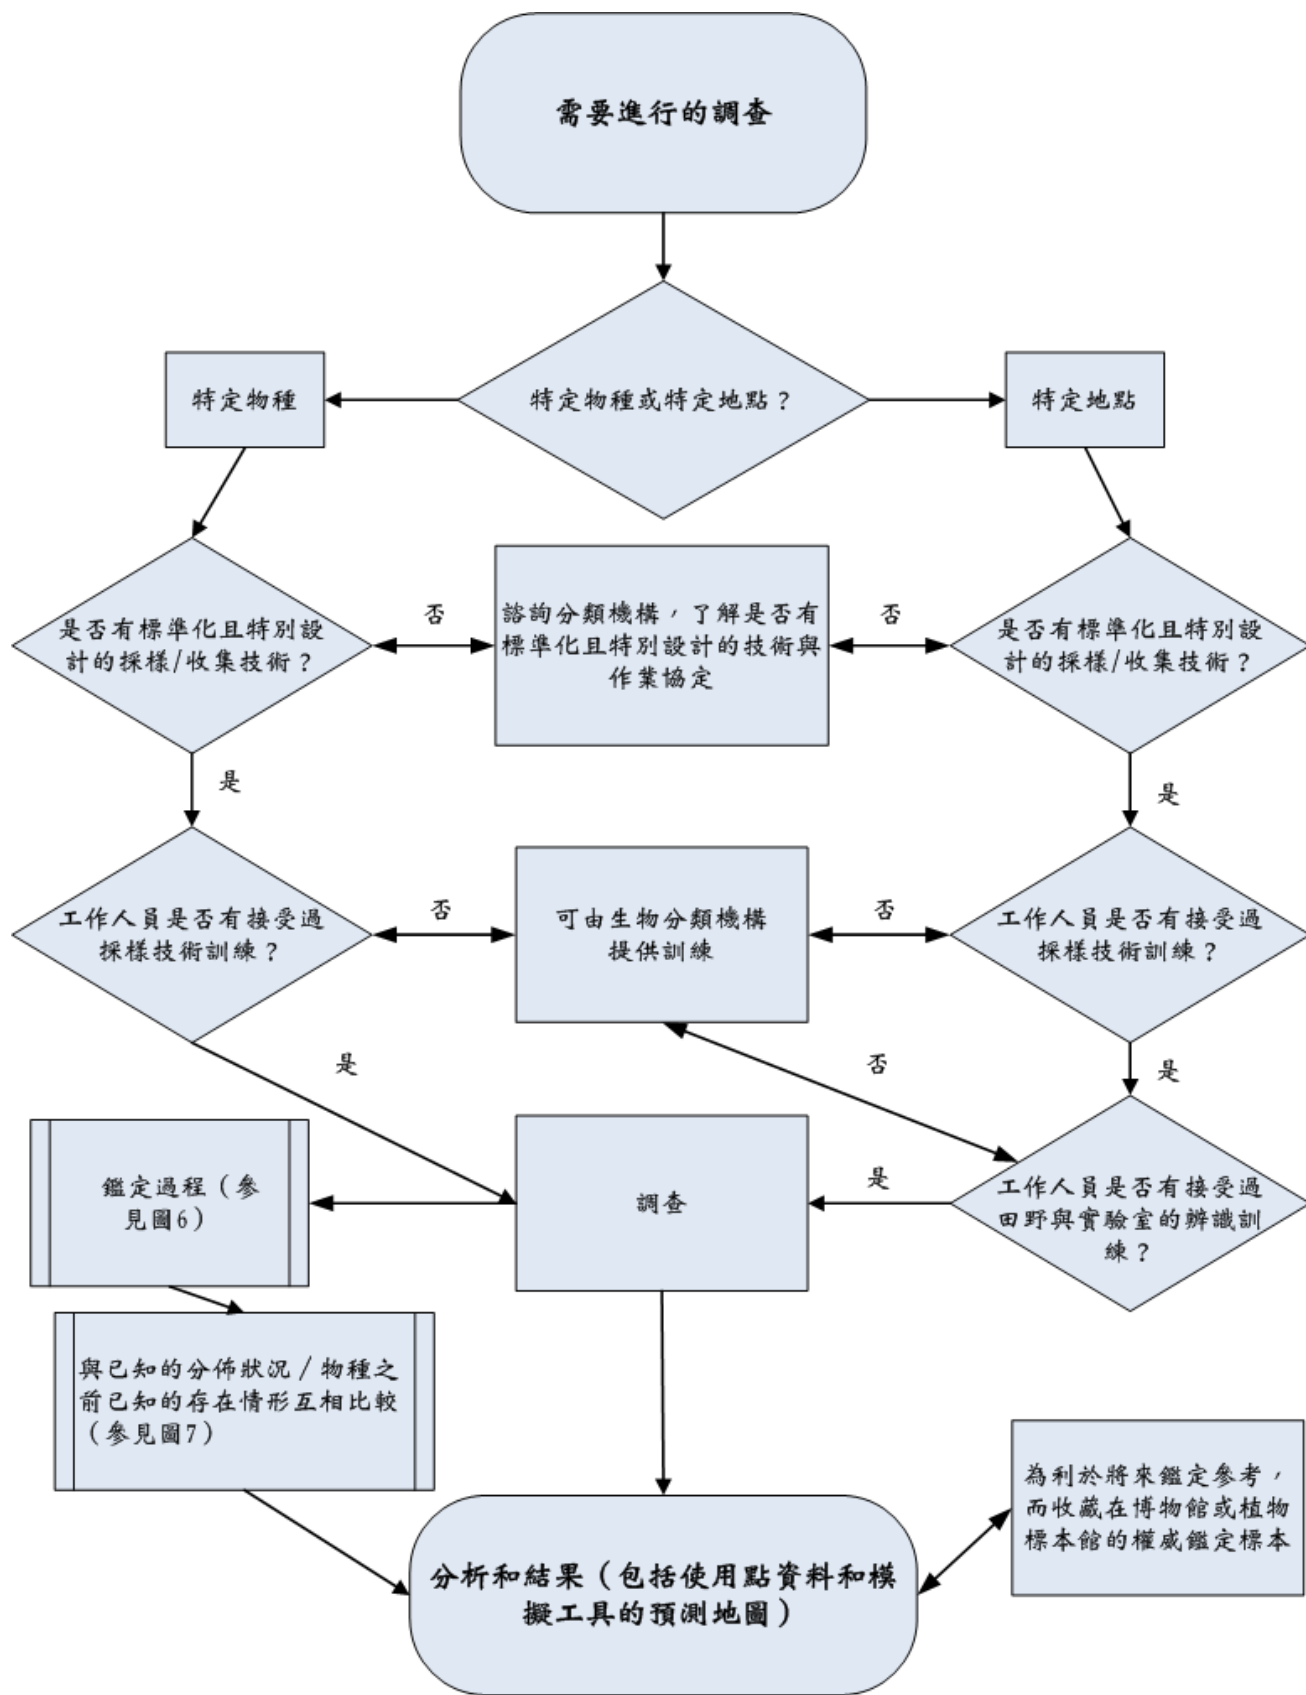 需要進行的調查
特定物種
特定物種或特定地點？
特定地點
是否有標準化且特別設
計的採樣/收集技術？
否
諮詢分類機構，了解是否有
標準化且特別設計的技術與
作業協定
否
是否有標準化且特別設
計的採樣/收集技術？
是
是
工作人員是否有接受過
採樣技術訓練？
否
可由生物分類機構
提供訓練
否
工作人員是否有接受過
採樣技術訓練？
是
否
是
鑑定過程（參
見圖6）
調查
是
工作人員是否有接受過
田野與實驗室的辨識訓
練？
與已知的分佈狀況／物種之
前已知的存在情形互相比較
（參見圖7）
為利於將來鑑定參考，
而收藏在博物館或植物
標本館的權威鑑定標本
分析和結果（包括使用點資料和模
擬工具的預測地圖）